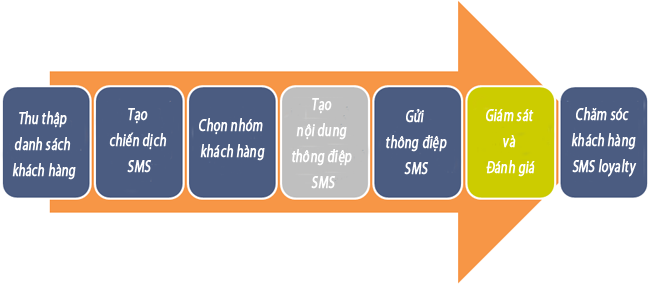 Thu thập
danh sách
khách hàng
Tạo
chiến dịch
SMS
Chọn nhóm
khách hàng
Tạo
nội dung
thông điệp
SMS
Gửi
thông điệp
SMS
Giám sát
và
Đánh giá
Chăm sóc
khách hàng
SMS loyalty